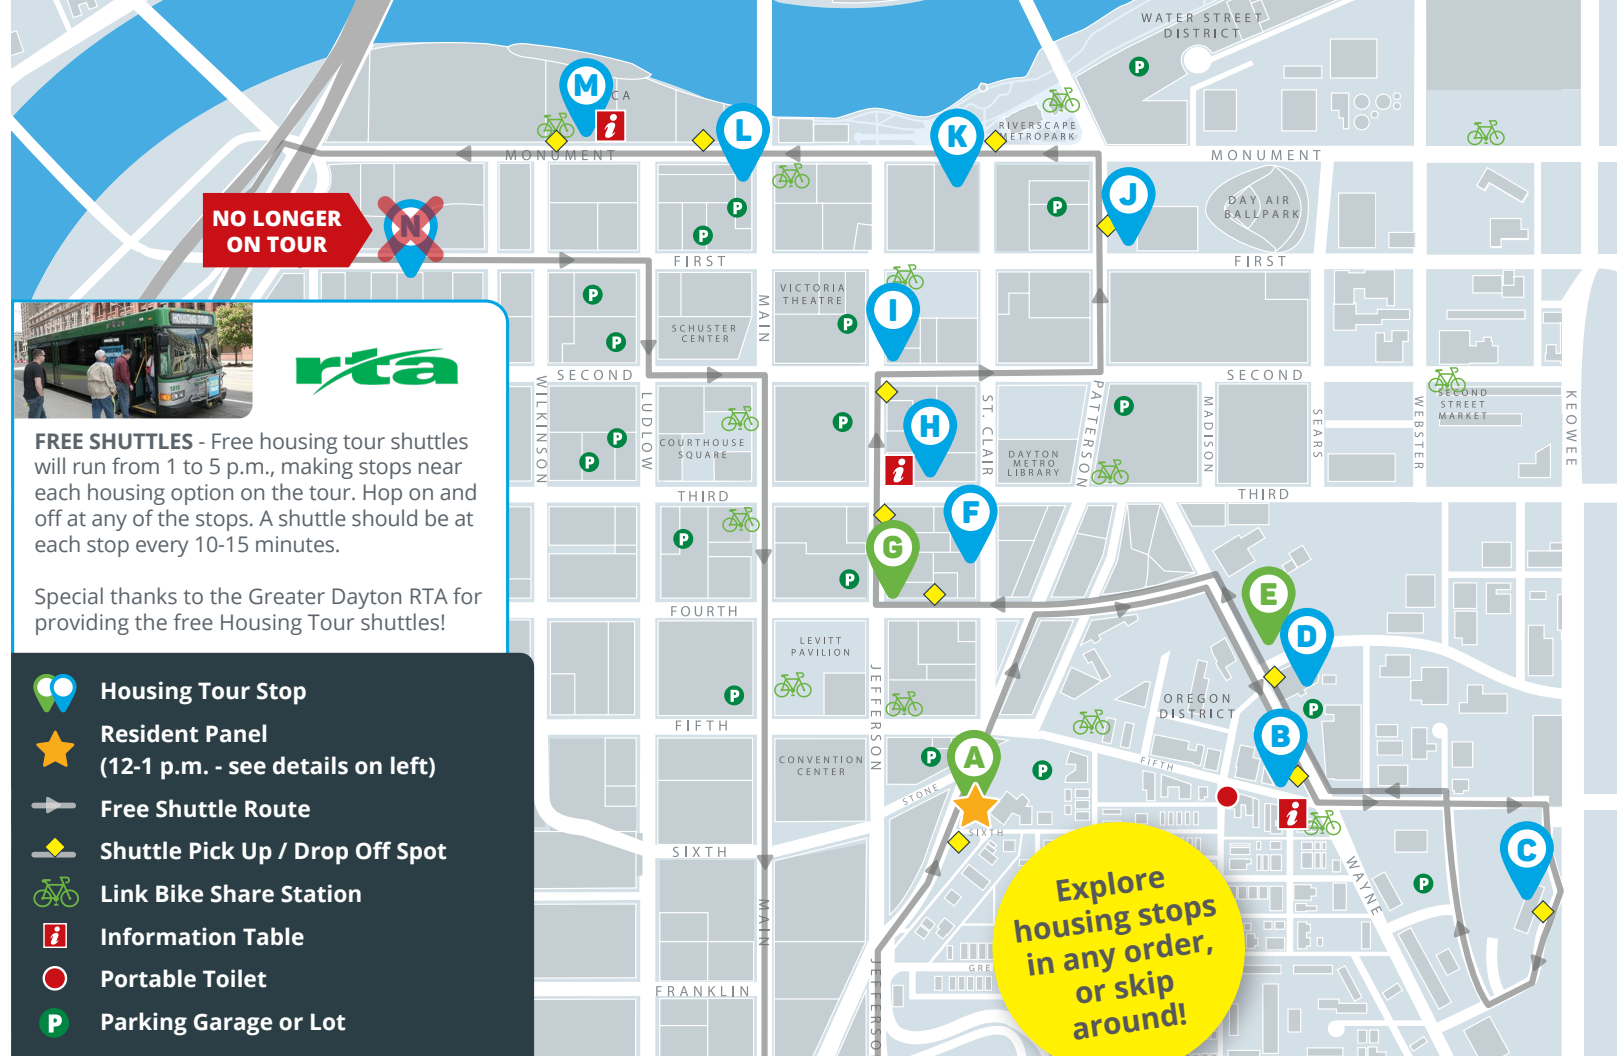 WATER STREET
DISTRICT
P
M
CA
i
L
K
RIVERSCAPE
METROPARK
MONUMENT
MONUMENT
NO LONGER
ON TOUR
N
P
P
P
J
DAY AIR
BALLPARK
FIRST
FIRST
P
P
MAIN
VICTORIA
THEATRE
P
I
SCHUSTER
CENTER
HOUSING TOUR
rta
SECOND
SECOND
WILKINSON
LUDLOW
P
P
COURTHOUSE
SQUARE
P
H
i
ST. CLAIR
DAYTON
METRO
LIBRARY
PATTERSON
P
MADISON
SEARS
WEBSTER
SECOND
STREET
MARKET
KEOWEE
FREE SHUTTLES - Free housing tour shuttles
will run from 1 to 5 p.m., making stops near
each housing option on the tour. Hop on and
off at any of the stops. A shuttle should be at
each stop every 10-15 minutes.
Special thanks to the Greater Dayton RTA for
providing the free Housing Tour shuttles!
THIRD
THIRD
P
F
G
P
E
FOURTH
LEVITT
PAVILION
D
P
JEFFERSON
OREGON
DISTRICT
P
FIFTH
B
CONVENTION
CENTER
P
A
P
FIFTH
STONE
SIXTH
i
C
SIXTH
WAYNE
P
MAIN
JEFFERSO
GRE
FRANKLIN
Housing Tour Stop
Resident Panel
(12-1 p.m. - see details on left)
Free Shuttle Route
Shuttle Pick Up / Drop Off Spot
Link Bike Share Station
i Information Table
Portable Toilet
P Parking Garage or Lot
Explore
housing stops
in any order,
or skip
around!